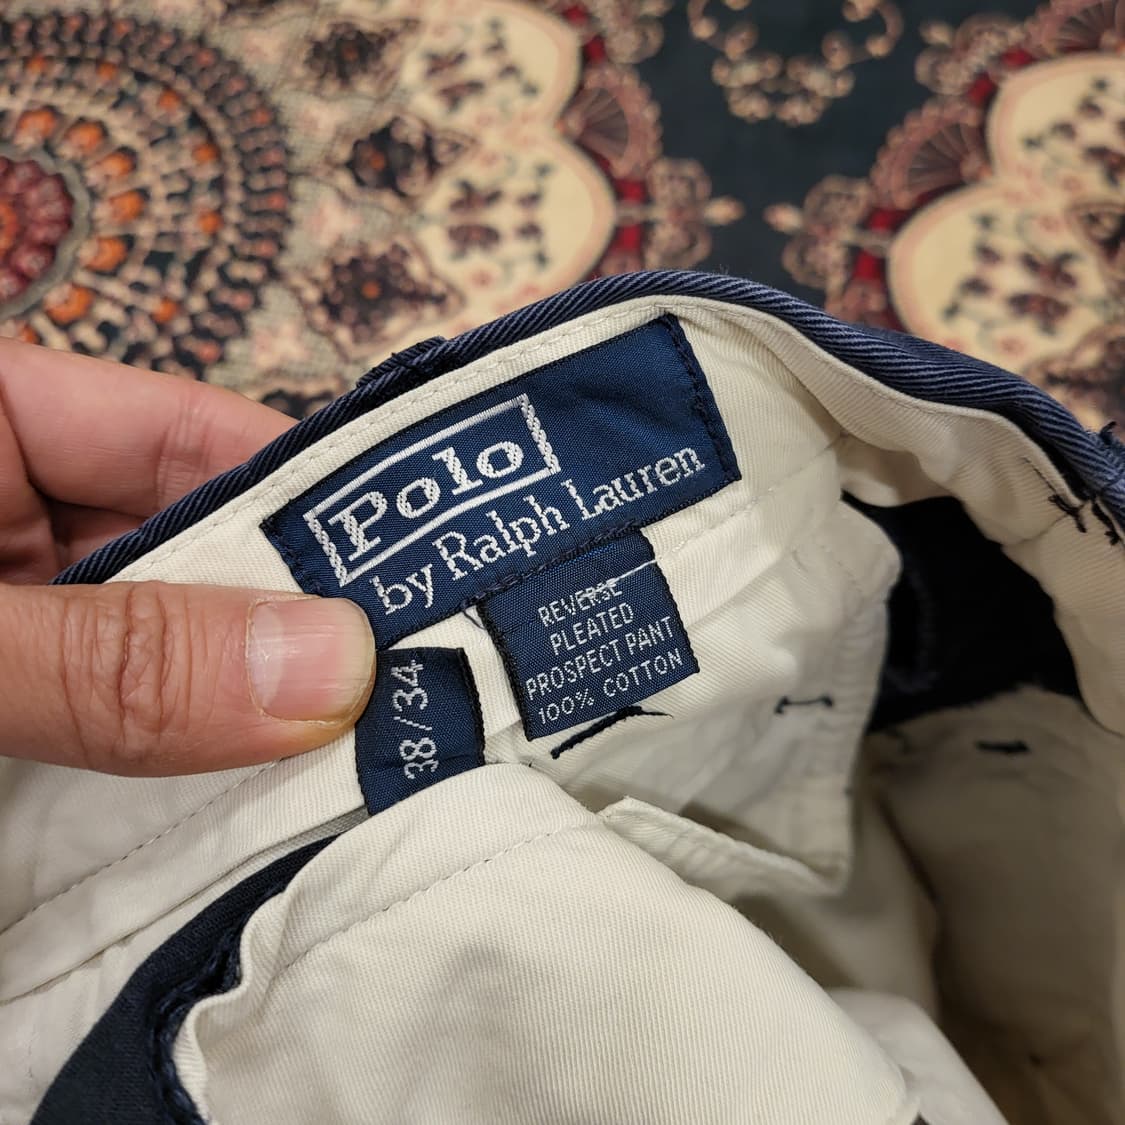 Polo
by Ralph Lauren
REVERSE
PLEATED
PROSPECT PANT
100% COTTON
38/34